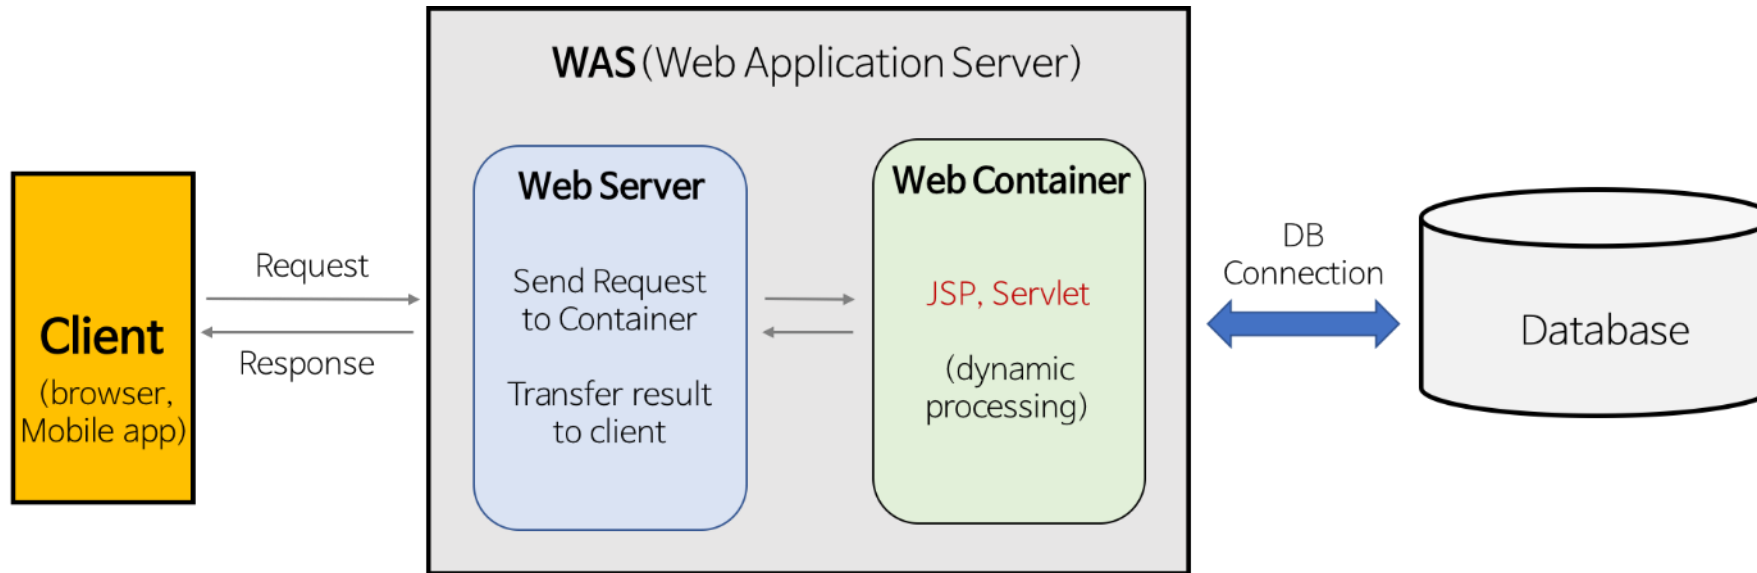 WAS (Web Application Server)
Client
(browser,
Mobile app)
Request
Response
Web Server
Send Request
to Container
Transfer result
to client
Web Container
JSP, Servlet
(dynamic
processing)
DB
Connection
Database